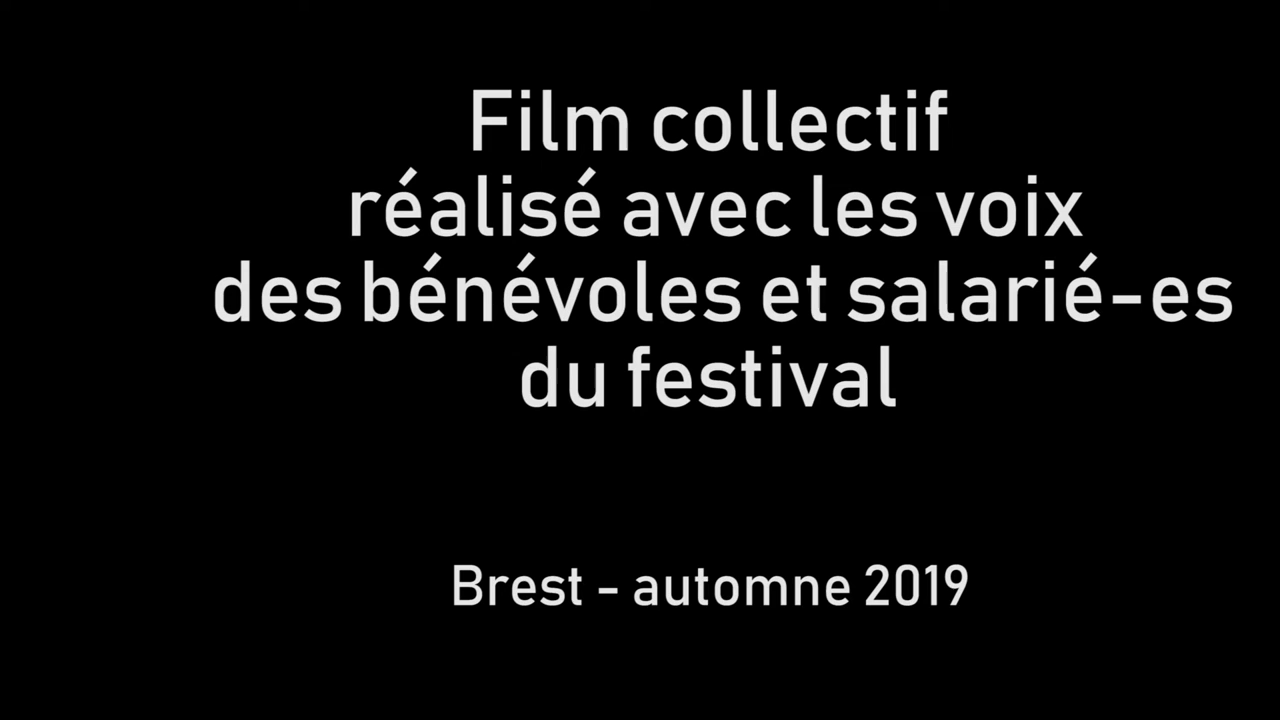 Film collectif
réalisé avec les voix
des bénévoles et salarié-es
du festival
Brest - automne 2019